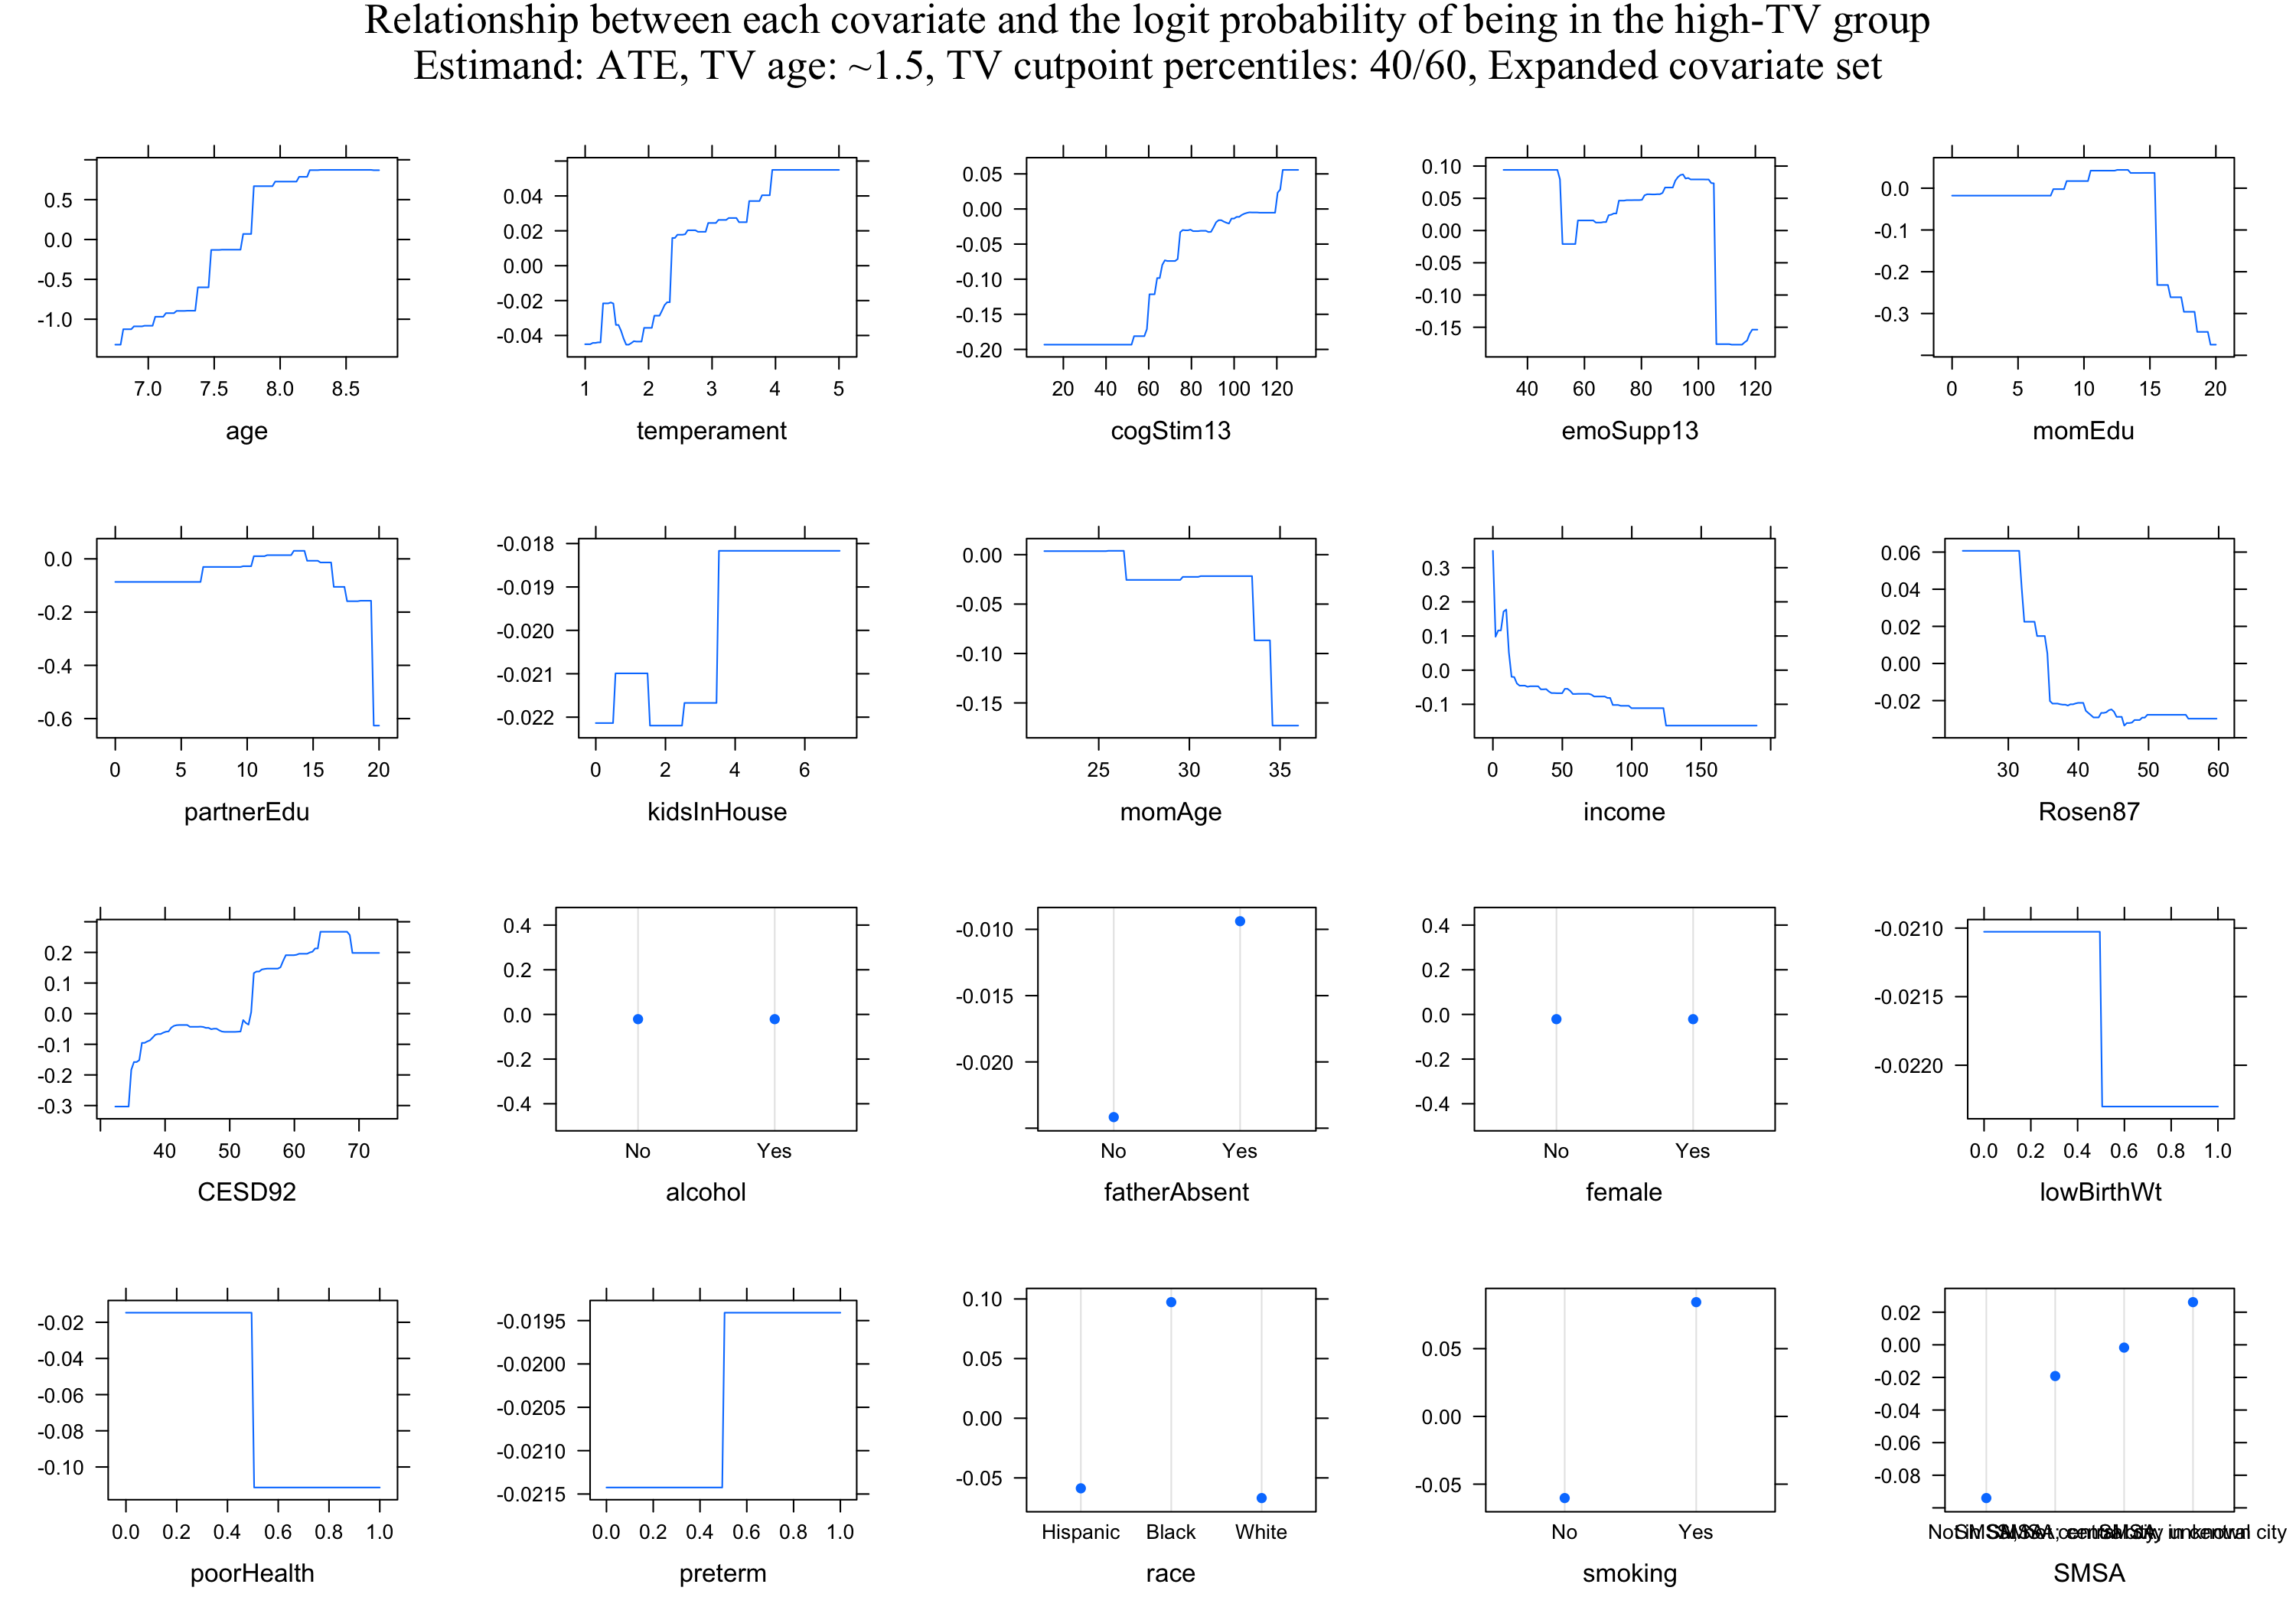 Relationship between each covariate and the logit probability of being in the high-TV group
Estimand: ATE, TV age: ~1.5, TV cutpoint percentiles: 40/60, Expanded covariate set
0.5
0.0
-0.5
-1.0
7.0 7.5 8.0 8.5
age
0.04
0.02
0.00
-0.02
-0.04
1 2 3 4 5
temperament
0.05
0.00
-0.05
-0.10
-0.15
-0.20
20 40 60 80 100 120
cogStim13
0.10
0.05
0.00
-0.05
-0.10
-0.15
40 60 80 100 120
emoSupp13
0.0
-0.1
-0.2
-0.3
0 5 10 15 20
momEdu
0.0
-0.2
-0.4
-0.6
0 5 10 15 20
partnerEdu
-0.018
-0.019
-0.020
-0.021
-0.022
0 2 4 6
kidsInHouse
0.00
-0.05
-0.10
-0.15
25 30 35
momAge
0.3
0.2
0.1
0.0
-0.1
0 50 100 150
income
0.06
0.04
0.02
0.00
-0.02
30 40 50 60
Rosen87
0.2
0.1
0.0
-0.1
-0.2
-0.3
40 50 60 70
CESD92
0.4
0.2
0.0
-0.2
-0.4
No Yes
alcohol
-0.010
-0.015
-0.020
No Yes
fatherAbsent
0.4
0.2
0.0
-0.2
-0.4
No Yes
female
-0.0210
-0.0215
-0.0220
0.0 0.2 0.4 0.6 0.8 1.0
lowBirthWt
-0.02
-0.04
-0.06
-0.08
-0.10
0.0 0.2 0.4 0.6 0.8 1.0
poorHealth
-0.0195
-0.0200
-0.0205
-0.0210
-0.0215
0.0 0.2 0.4 0.6 0.8 1.0
preterm
0.10
0.05
0.00
-0.05
Hispanic Black White
race
0.05
0.00
-0.05
No Yes
smoking
0.02
0.00
-0.02
-0.04
-0.06
-0.08
SMSA